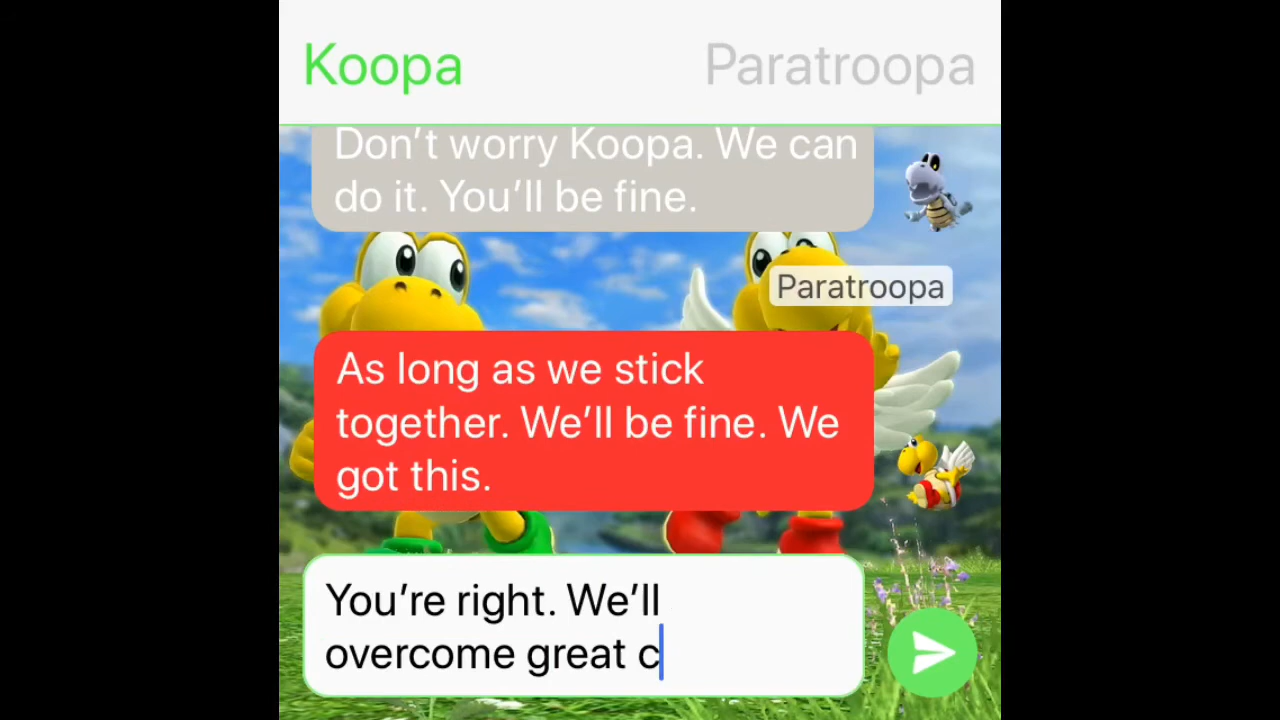 Koopa Paratroopa
Don’t worry Koopa. We can
do it. You’ll be fine.
Paratroopa
As long as we stick
together. We’ll be fine. We
got this.
You’re right. We’ll
overcome great c